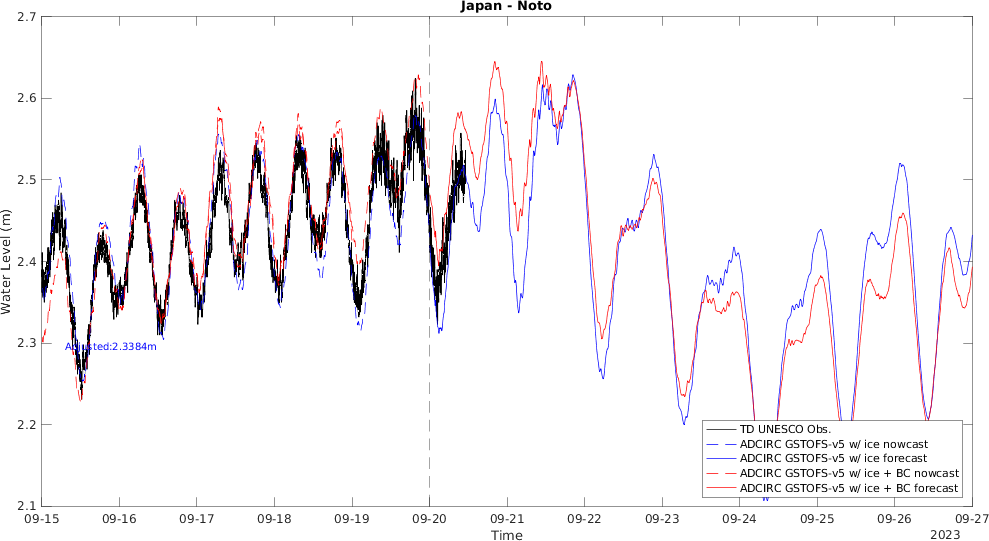 Japan - Noto
2.7
2.6
2.5
2.4
2.3
2.2
2.1
Water Level (m)
Adjusted:2.3384m
TD UNESCO Obs.
ADCIRC GSTOFS-v5 w/ ice nowcast
ADCIRC GSTOFS-v5 w/ ice forecast
ADCIRC GSTOFS-v5 w/ ice + BC nowcast
ADCIRC GSTOFS-v5 w/ ice + BC forecast
09-15 09-16 09-17 09-18 09-19 09-20 09-21 09-22 09-23 09-24 09-25 09-26 09-27
Time
2023